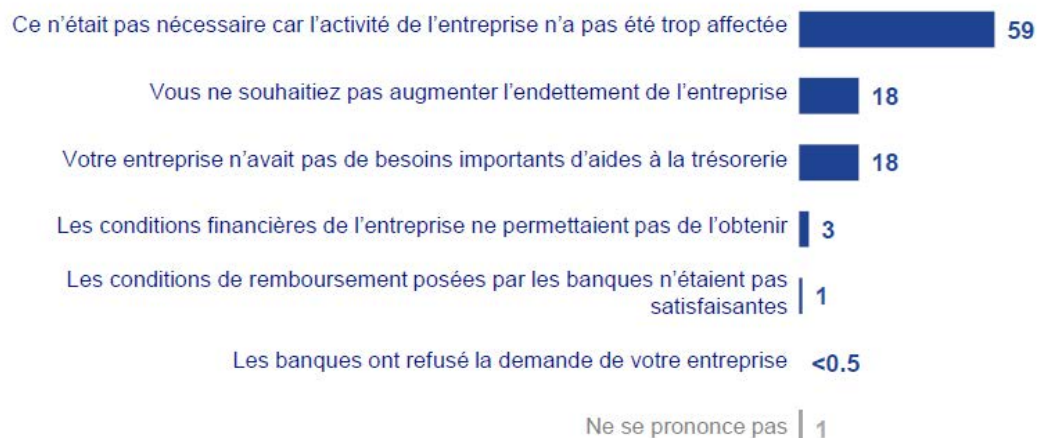 Ce n'était pas nécessaire car l'activité de l'entreprise n'a pas été trop affectée 59
Vous ne souhaitiez pas augmenter l'endettement de l'entreprise 18
Votre entreprise n'avait pas de besoins importants d'aides à la trésorerie 18
Les conditions financières de l'entreprise ne permettaient pas de l'obtenir 3
Les conditions de remboursement posées par les banques n'étaient pas
satisfaisantes 1
Les banques ont refusé la demande de votre entreprise <0.5
Ne se prononce pas 1